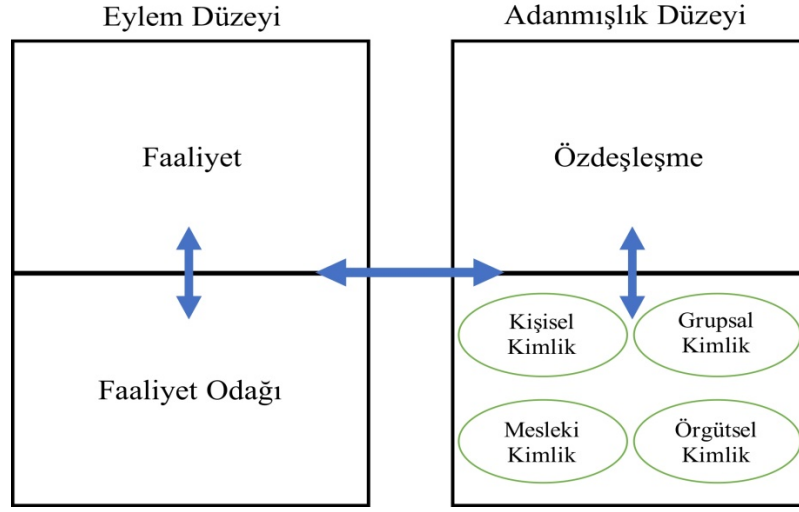 Eylem Düzeyi
Adanmışlık Düzeyi
Faaliyet
Özdeşleşme
Faaliyet Odağı
Kişisel
Kimlik
Grupsal
Kimlik
Mesleki
Kimlik
Örgütsel
Kimlik